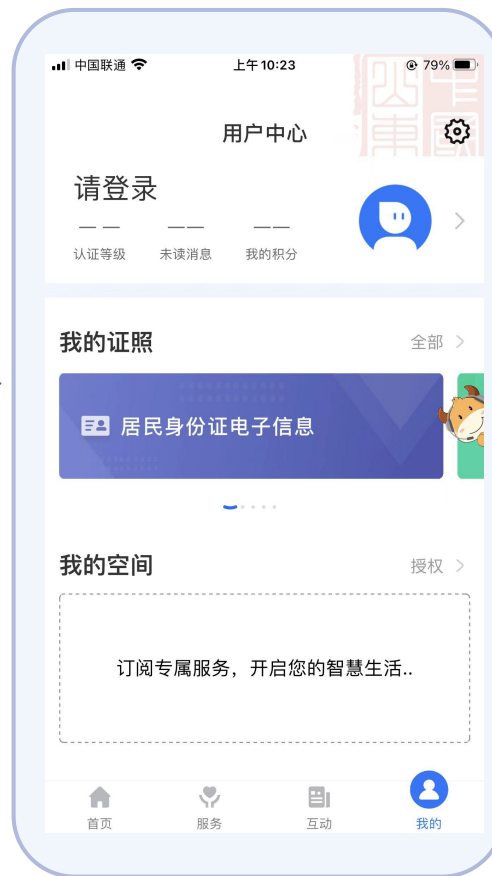 中国联通
上午10:23
79%
用户中心
请登录
—— —— ——
认证等级 未读消息 我的积分
我的证照
全部
居民身份证电子信息
我的空间
授权
订阅专属服务，开启您的智慧生活..
首页 服务 互动 我的